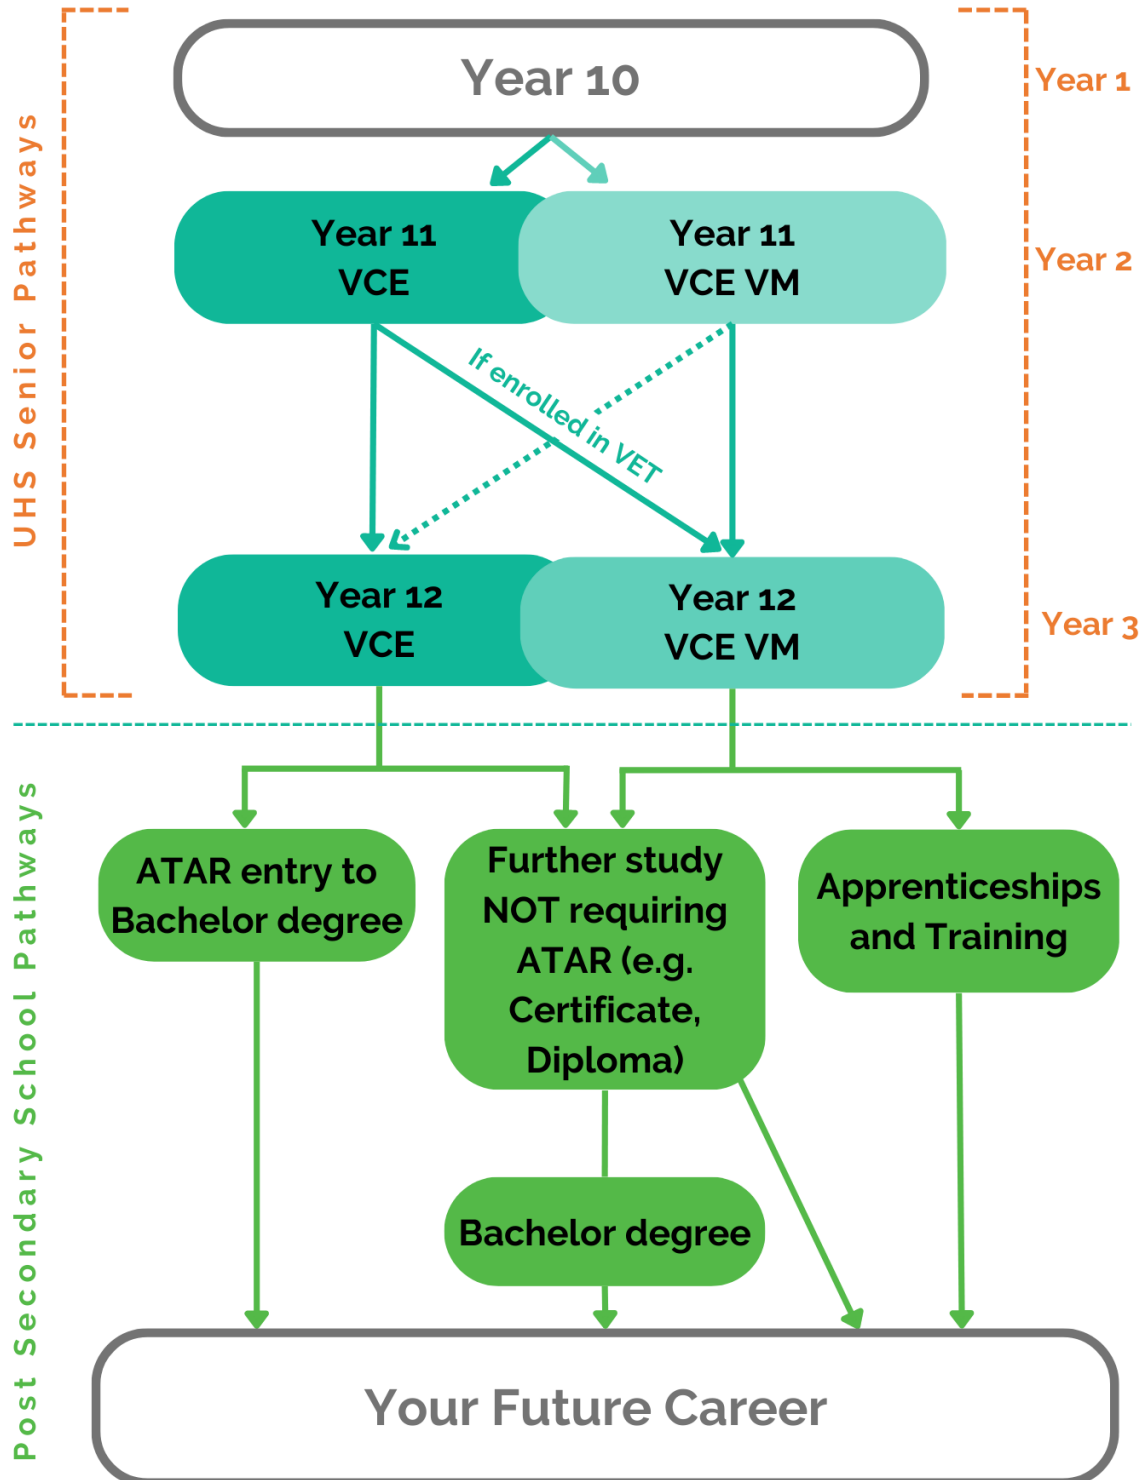 UHS Senior Pathways
Year 10
Year 1
Year 11
VCE
Year 11
VCE VM
Year 2
If enrolled in VET
Year 12
VCE
Year 12
VCE VM
Year 3
Post Secondary School Pathways
ATAR entry to
Bachelor degree
Further study
NOT requiring
ATAR (e.g.
Certificate,
Diploma)
Apprenticeships
and Training
Bachelor degree
Your Future Career